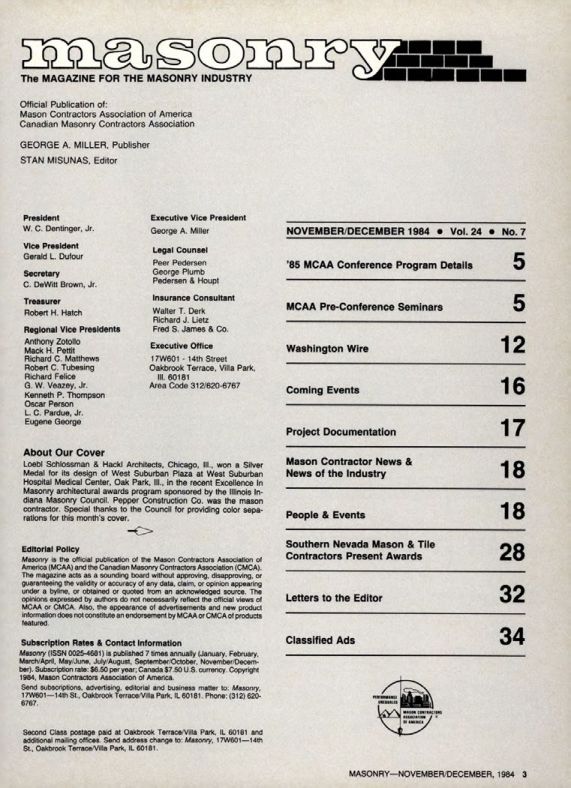 masonry
The MAGAZINE FOR THE MASONRY INDUSTRY
Official Publication of:
Mason Contractors Association of America
Canadian Masonry Contractors Association
GEORGE A. MILLER, Publisher
STAN MISUNAS, Editor
President
W. C. Dentinger, Jr.
Vice President
Gerald L. Dufour
Secretary
C. DeWitt Brown, Jr.
Treasurer
Robert H. Hatch
Regional Vice Presidents
Anthony Zotollo
Mack H. Pettit
Richard C. Matthews
Robert C. Tubesing
Richard Felice
G. W. Veazey, Jr.
Kenneth P. Thompson
Oscar Person
L. C. Pardue, Jr.
Eugene George
Executive Vice President
George A. Miller
Legal Counsel
Peer Pedersen
George Plumb
Pedersen & Houpt
Insurance Consultant
Walter T. Derk
Richard J. Lietz
Fred S. James & Co.
Executive Office
17W601 - 14th Street
Oakbrook Terrace, Villa Park,
Ill. 60181
Area Code 312/620-6767
About Our Cover
Loebl Schlossman & Hackl Architects, Chicago, Ill., won a Silver
Medal for its design of West Suburban Plaza at West Suburban
Hospital Medical Center, Oak Park, Ill., in the recent Excellence In
Masonry architectural awards program sponsored by the Illinois In-
diana Masonry Council. Pepper Construction Co. was the mason
contractor. Special thanks to the Council for providing color sepa-
rations for this month's cover.
Editorial Policy
Masonry is the official publication of the Mason Contractors Association of
America (MCAA) and the Canadian Masonry Contractors Association (CMCA).
The magazine acts as a sounding board without approving, disapproving, or
guaranteeing the validity or accuracy of any data, claim, or opinion appearing
under a byline, or obtained or quoted from an acknowledged source. The
opinions expressed by authors do not necessarily reflect the official views of
MCAA or CMCA. Also, the appearance of advertisements and new product
information does not constitute an endorsement by MCAA or CMCA of products
featured.
Subscription Rates & Contact Information
Masonry (ISSN 0025-4681) is published 7 times annually (January, February,
March/April, May/June, July/August, September/October, November/Decem-
ber). Subscription rate: $6.50 per year; Canada $7.50 U.S. currency. Copyright
1984, Mason Contractors Association of America.
Send subscriptions, advertising, editorial and business matter to: Masonry,
17W601—14th St., Oakbrook Terrace/Villa Park, IL 60181. Phone: (312) 620-
6767.
Second Class postage paid at Oakbrook Terrace/Villa Park, IL 60181 and
additional mailing offices. Send address change to: Masonry, 17W601—14th
St., Oakbrook Terrace/Villa Park, IL 60181.
NOVEMBER/DECEMBER 1984 ● Vol. 24 ● No. 7
'85 MCAA Conference Program Details 5
MCAA Pre-Conference Seminars 5
Washington Wire 12
Coming Events 16
Project Documentation 17
Mason Contractor News &
News of the Industry 18
People & Events 18
Southern Nevada Mason & Tile
Contractors Present Awards 28
Letters to the Editor 32
Classified Ads 34
MASON CONTRACTORS
ASSOCIATION
OF AMERICA
MASONRY—NOVEMBER/DECEMBER, 1984 3